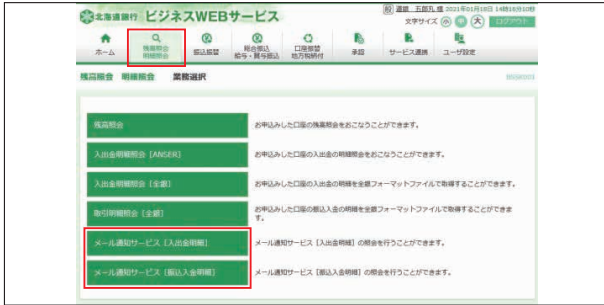 北海道銀行 ビジネスWEBサービス
道銀 五郎丸 様 2021年01月18日 14時18分10秒
文字サイズ 小 中 大 ログアウト
ホーム 残高照会 明細照会 振込振替 総合振込 給与・賞与振込 口座振替 地方税納付 承認 サービス連携 ユーザ設定
残高照会 明細照会 業務選択
残高照会 お申込みした口座の残高照会をおこなうことができます。
入出金明細照会［ANSER］ お申込みした口座の入出金の明細照会をおこなうことができます。
入出金明細照会［全銀］ お申込みした口座の入出金の明細を全銀フォーマットファイルで取得することができます。
取引明細照会［全銀］ お申込みした口座の振込入金の明細を全銀フォーマットファイルで取得することができま
す。
メール通知サービス［入出金明細］ メール通知サービス［入出金明細］の照会を行うことができます。
メール通知サービス［振込入金明細］ メール通知サービス［振込入金明細］の照会を行うことができます。